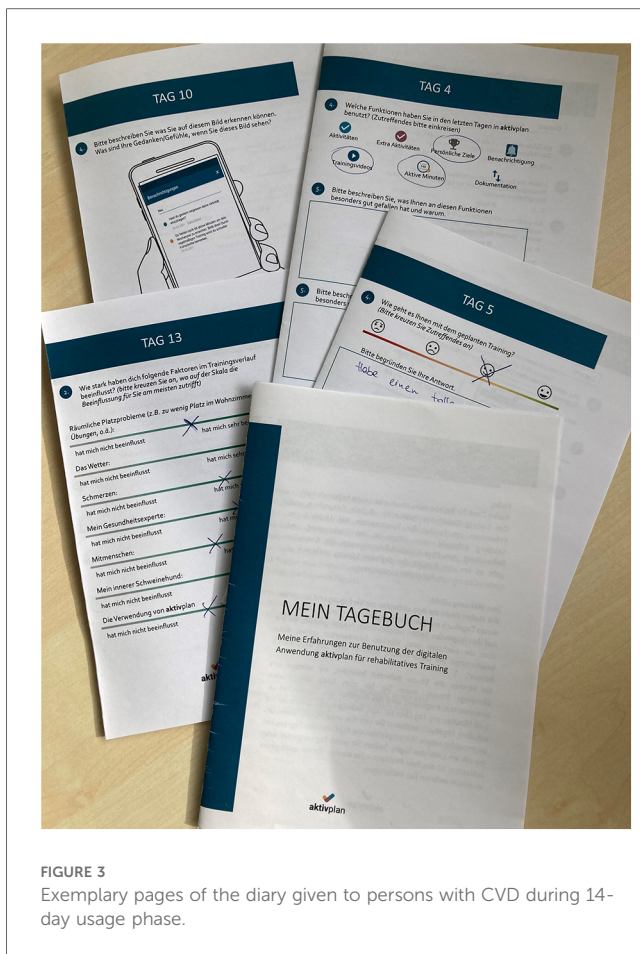 TAG 10
4.
Bitte beschreiben Sie was Sie auf diesem Bild erkennen können.
Was sind Ihre Gedanken/Gefühle, wenn Sie dieses Bild sehen?
Benachrichtigungen
TAG 4
4.
Welche Funktionen haben Sie in den letzten Tagen in aktivplan
benutzt? (Zutreffendes bitte einkreisen)
Aktivitäten
Extra Aktivitäten
Persönliche Ziele
Benachrichtigung
Trainingsvideos
Aktive Minuten
Dokumentation
5.
Bitte beschreiben Sie, was Ihnen an diesen Funktionen
besonders gut gefallen hat und warum.
5.
Bitte besch
besonders
TAG 5
4.
Wie geht es Ihnen mit dem geplanten Training?
(Bitte kreuzen Sie Zutreffendes an)
Bitte begründen Sie Ihre Antwort.
Habe einen toll
TAG 13
2.
Wie stark haben dich folgende Faktoren im Trainingsverlauf
beeinflusst? (bitte kreuzen Sie an, wo auf der Skala die
Beeinflussung für Sie am meisten zutrifft)
Räumliche Platzprobleme (z.B. zu wenig Platz im Wohnzimme
Übungen, o.ä.):
hat mich nicht beeinflusst
hat mich sehr be
Das Wetter:
hat mich nicht beeinflusst
hat mich sehr
Schmerzen:
hat mich nicht beeinflusst
hat mich s
Mein Gesundheitsexperte:
hat mich nicht beeinflusst
hat m
Mitmenschen:
hat mich nicht beeinflusst
ha
Mein innerer Schweinehund:
hat mich nicht beeinflusst
Die Verwendung von aktivplan
hat mich nicht beeinflusst
akt
MEIN TAGEBUCH
Meine Erfahrungen zur Benutzung der digitalen
Anwendung aktivplan für rehabilitatives Training
aktivplan
FIGURE 3
Exemplary pages of the diary given to persons with CVD during 14-
day usage phase.